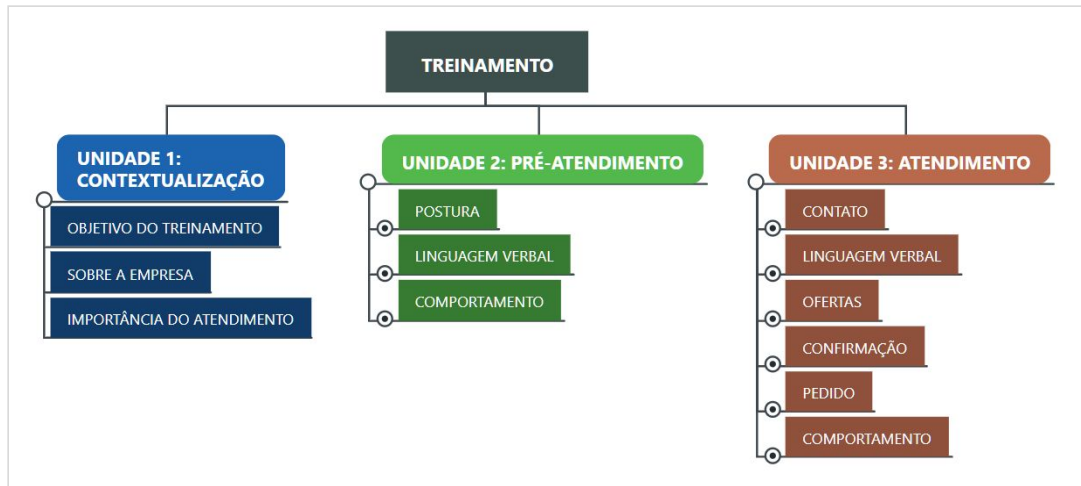 TREINAMENTO
UNIDADE 1:
CONTEXTUALIZAÇÃO
OBJETIVO DO TREINAMENTO
SOBRE A EMPRESA
IMPORTÂNCIA DO ATENDIMENTO
UNIDADE 2: PRÉ-ATENDIMENTO
POSTURA
LINGUAGEM VERBAL
COMPORTAMENTO
UNIDADE 3: ATENDIMENTO
CONTATO
LINGUAGEM VERBAL
OFERTAS
CONFIRMAÇÃO
PEDIDO
COMPORTAMENTO